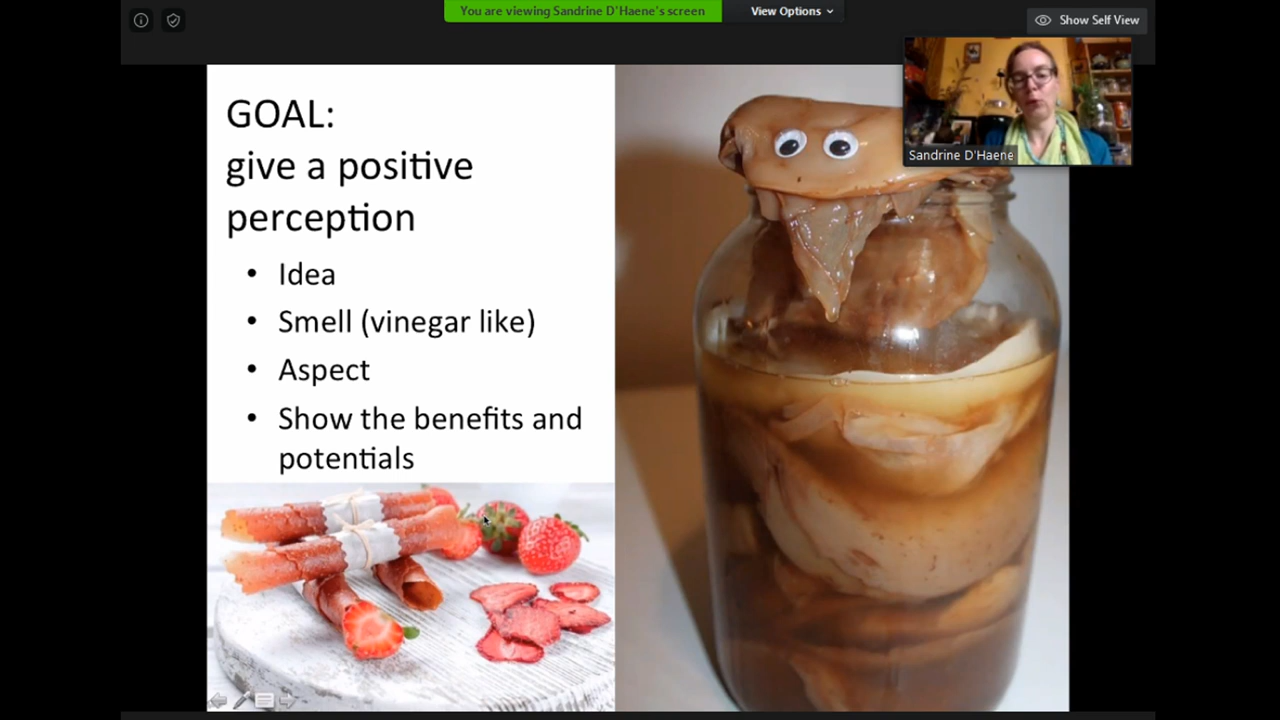 You are viewing Sandrine D'Haene's screen
View Options
Show Self View
GOAL:
give a positive
perception
• Idea
• Smell (vinegar like)
• Aspect
• Show the benefits and
potentials
Sandrine D'Haene